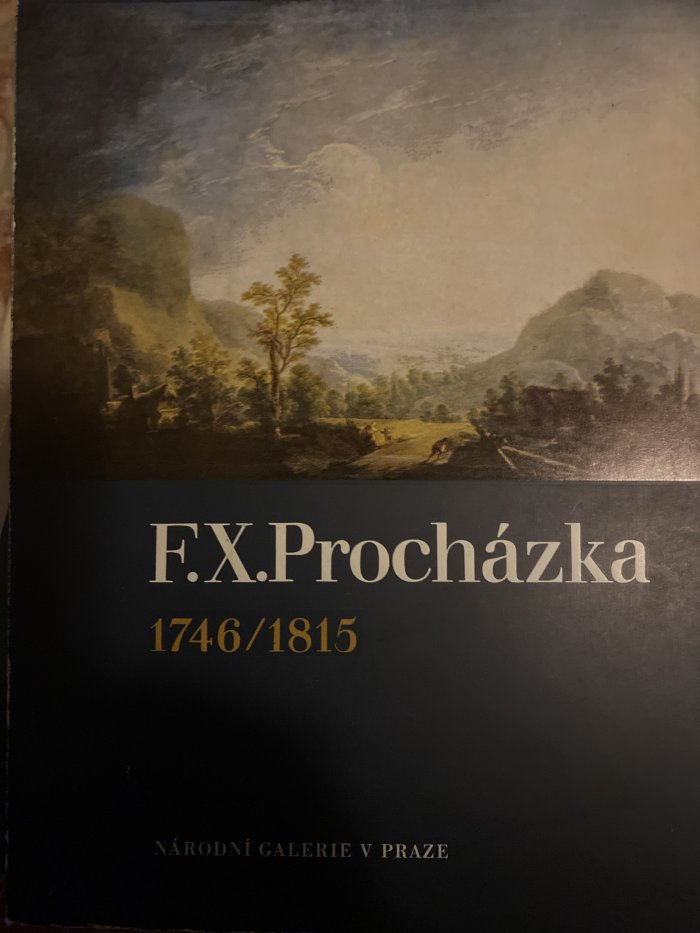 F.X.Procházka
1746/1815
NÁRODNÍ GALERIE V PRAZE